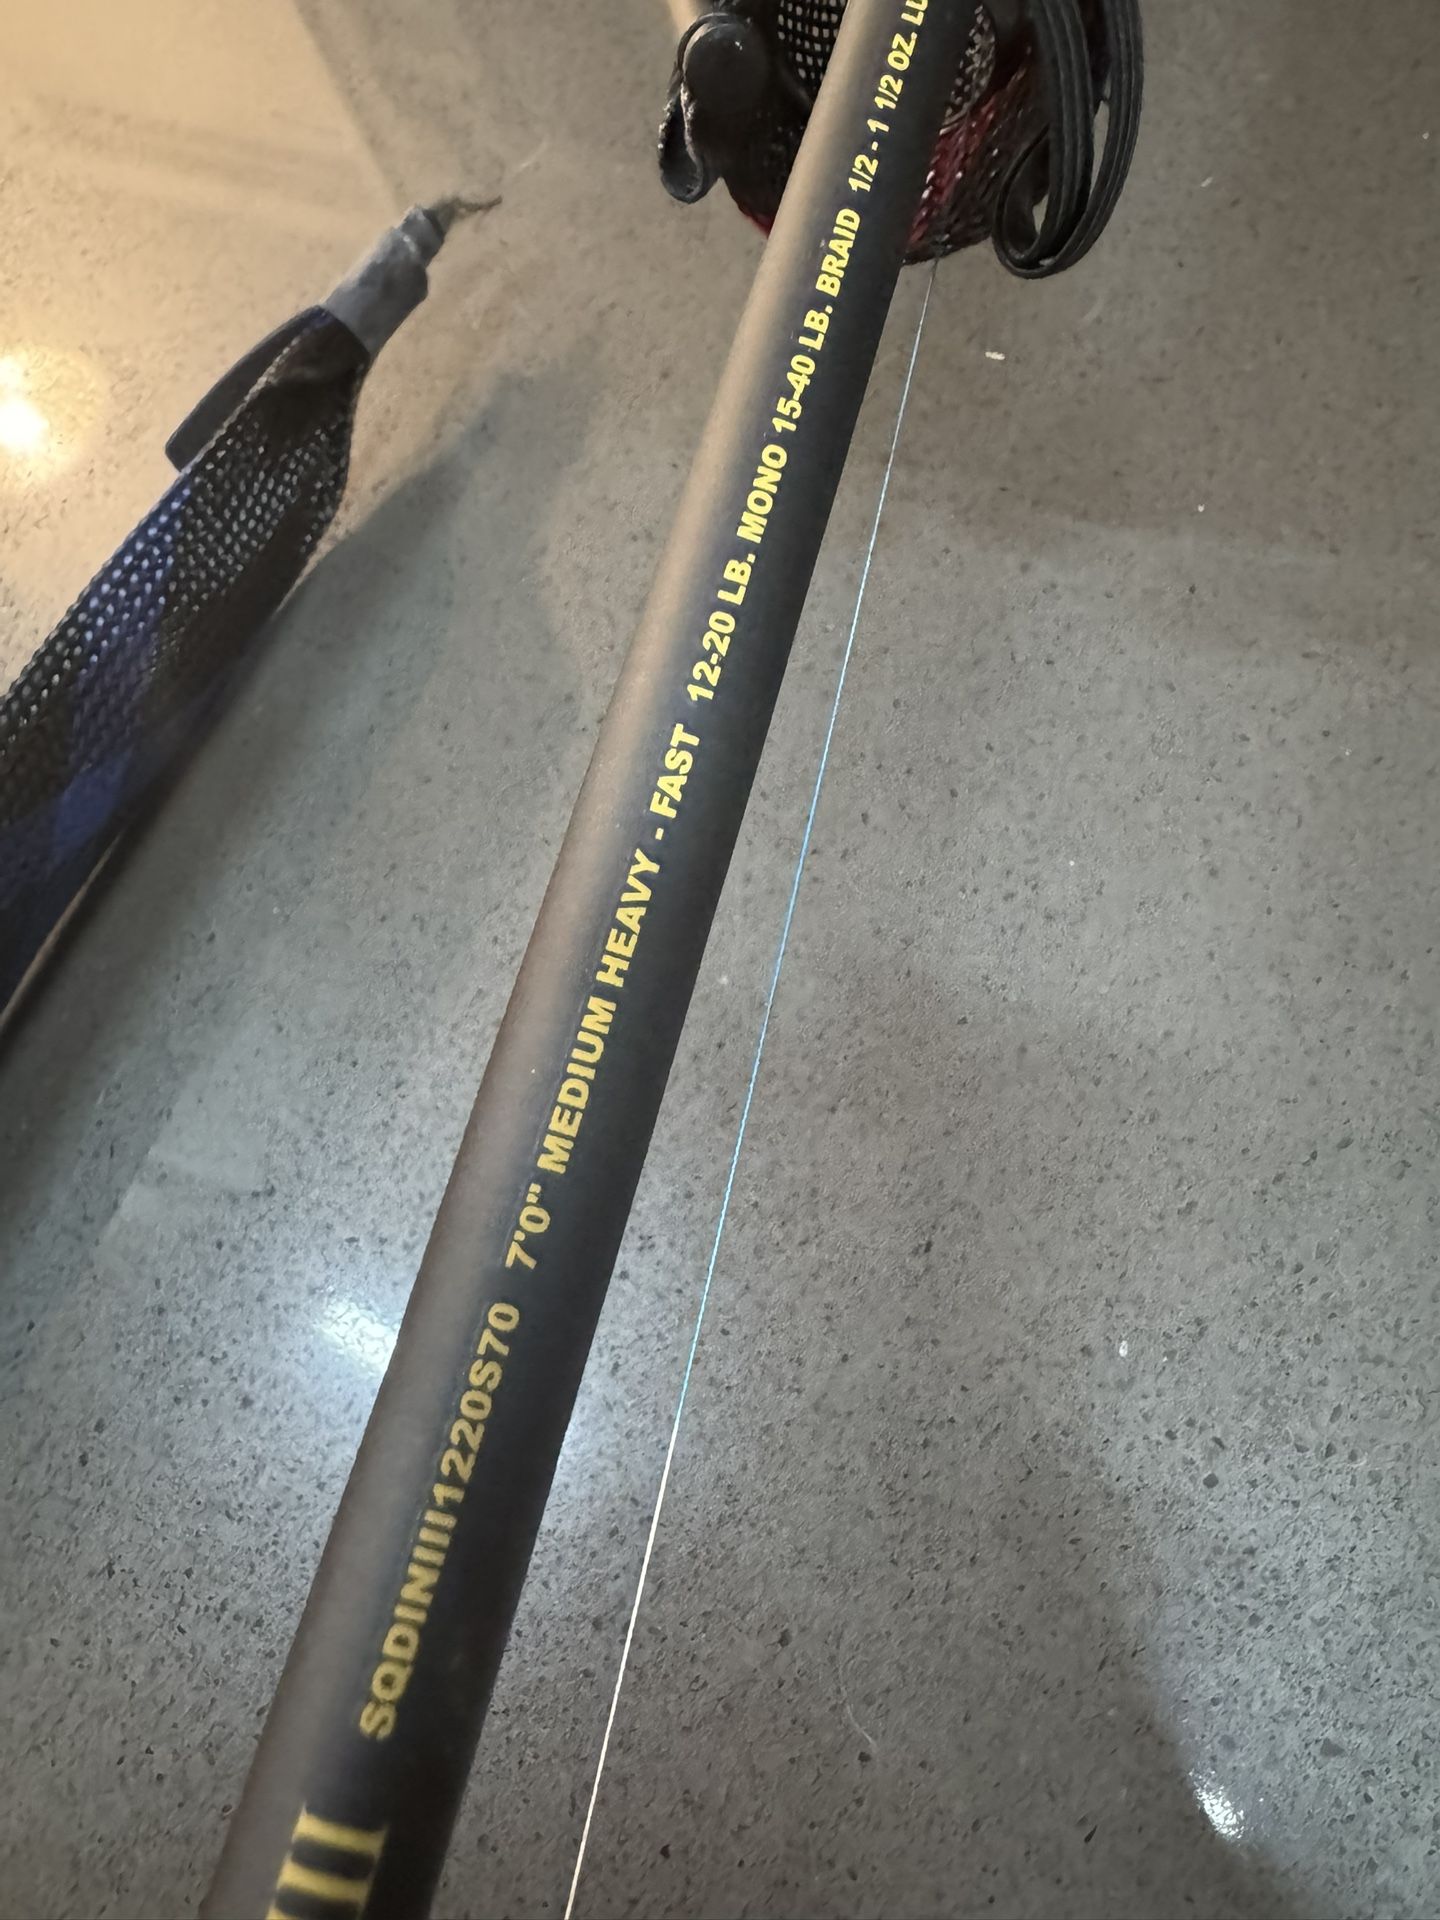 III
SQDINIII1220S70 7'0" MEDIUM HEAVY - FAST 12-20 LB. MONO 15-40 LB. BRAID 1/2 - 1 1/2 OZ.